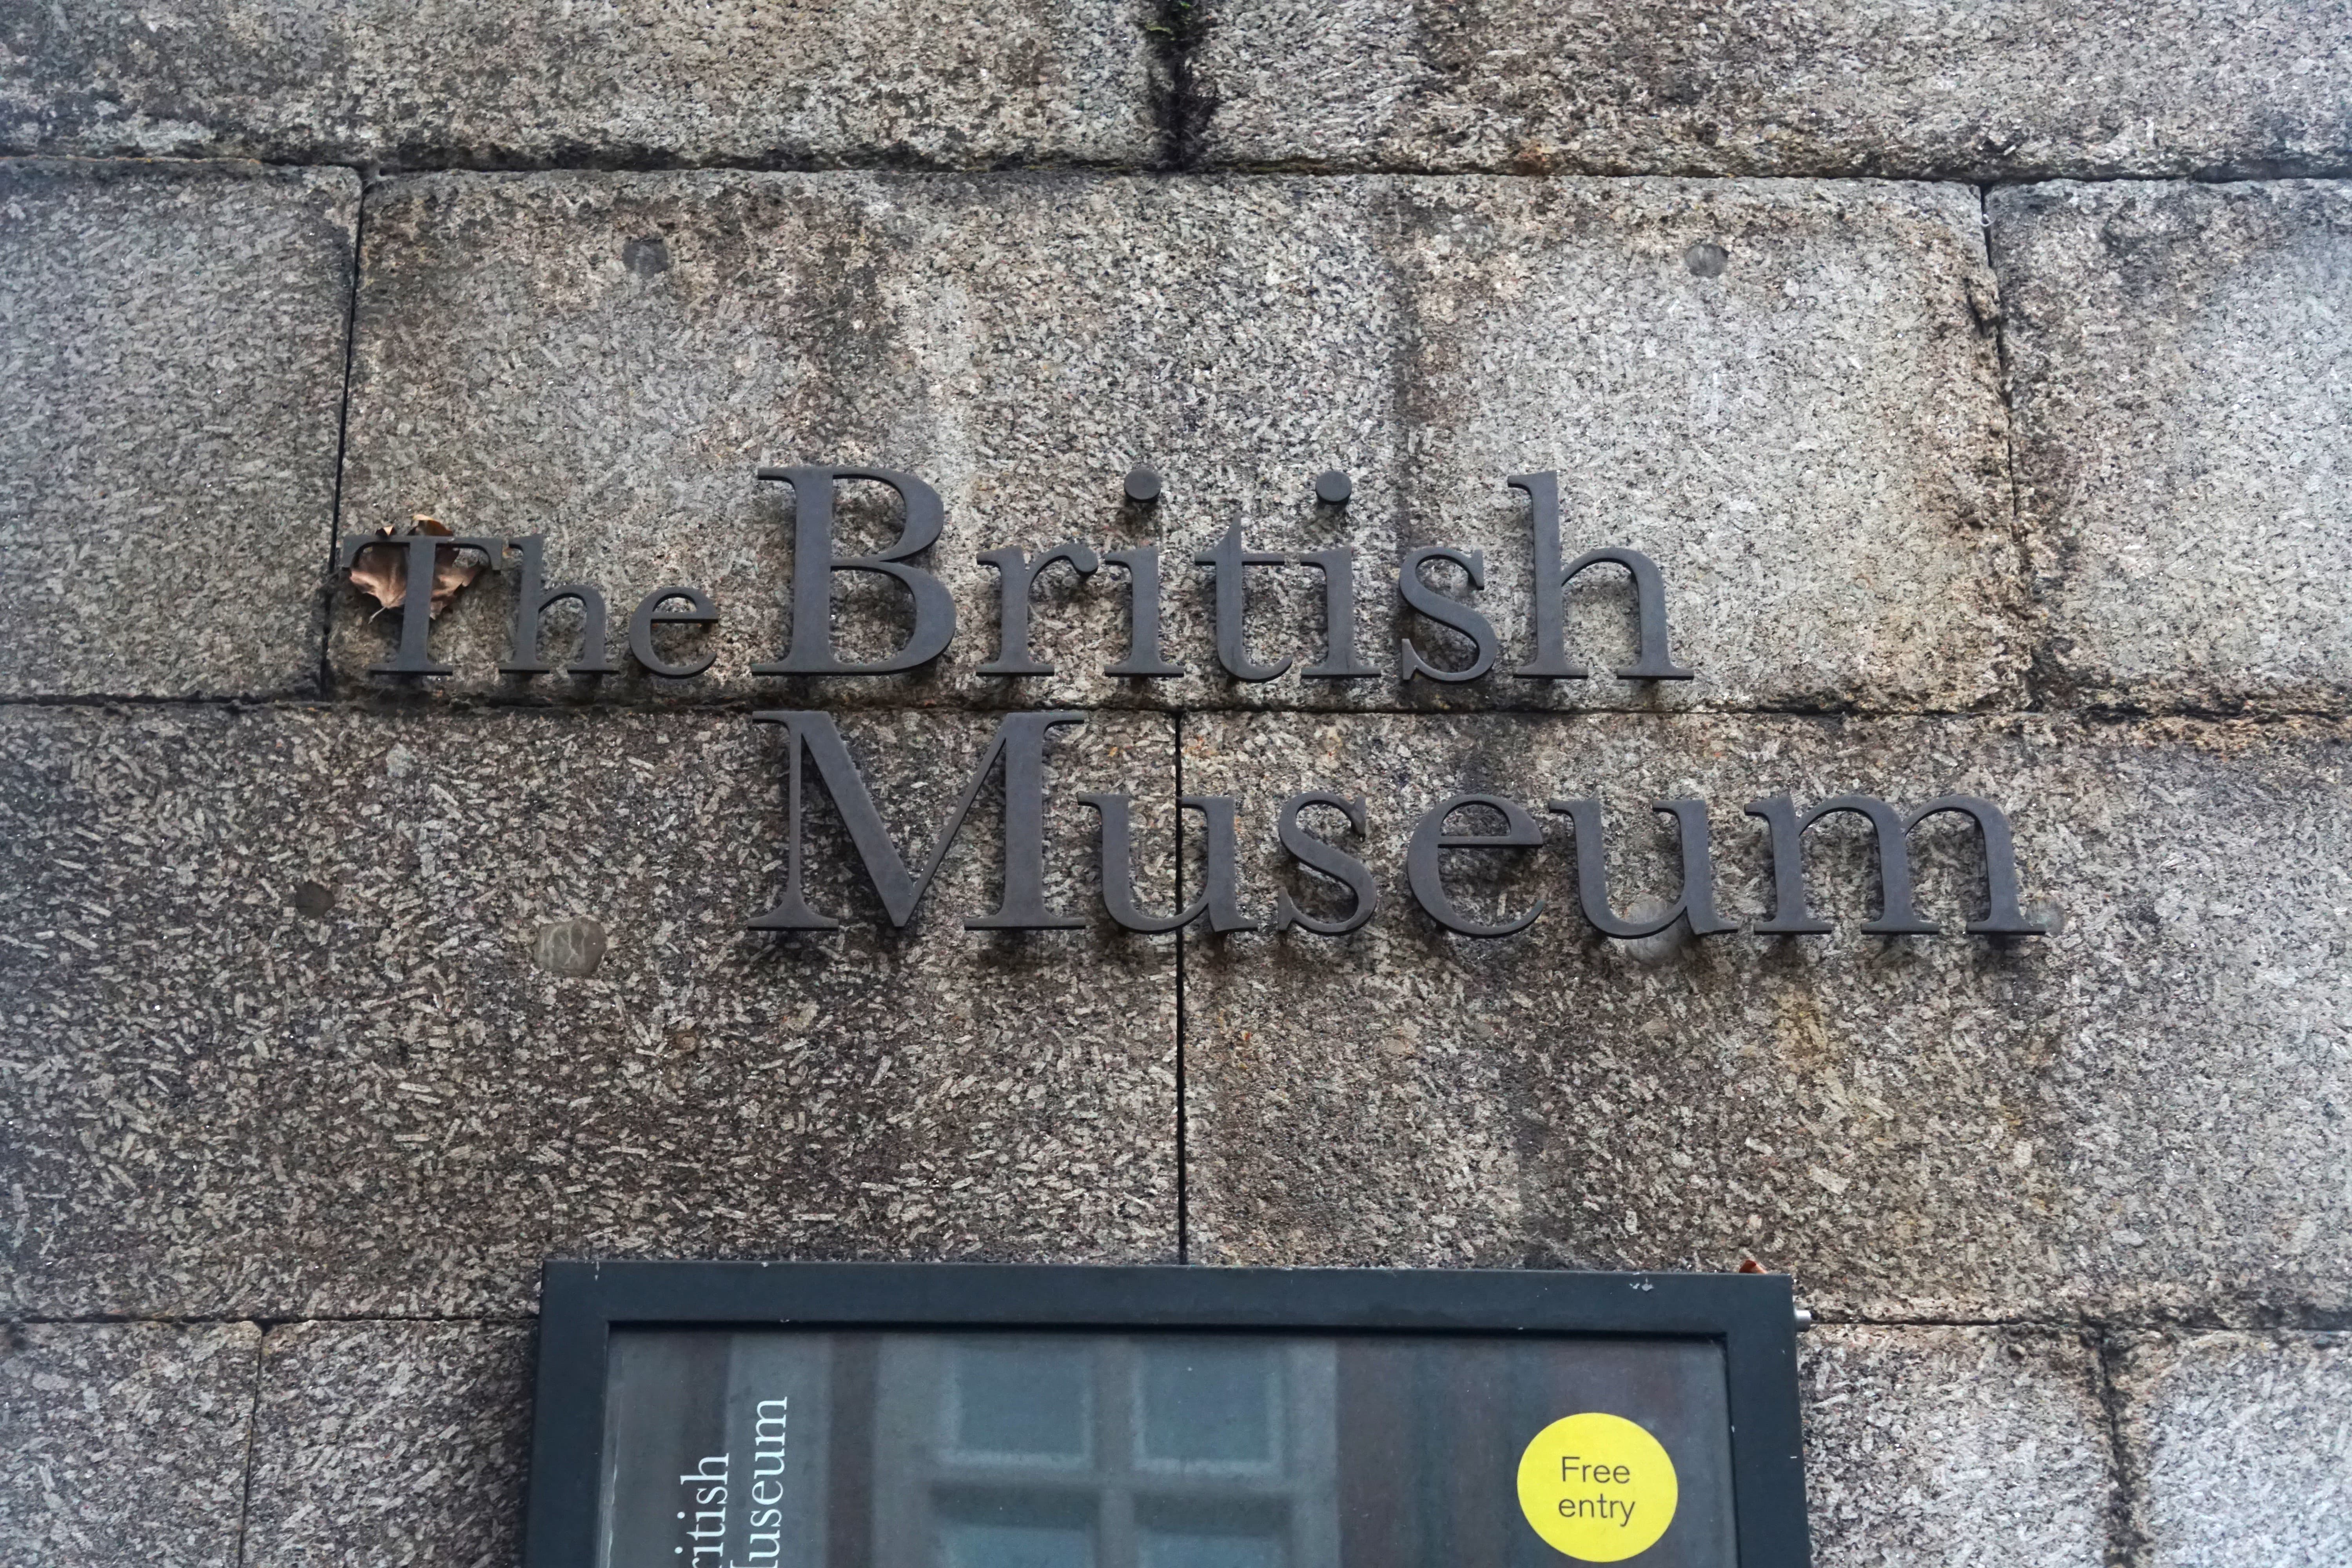 The British
Museum
ritish
useum
Free
entry